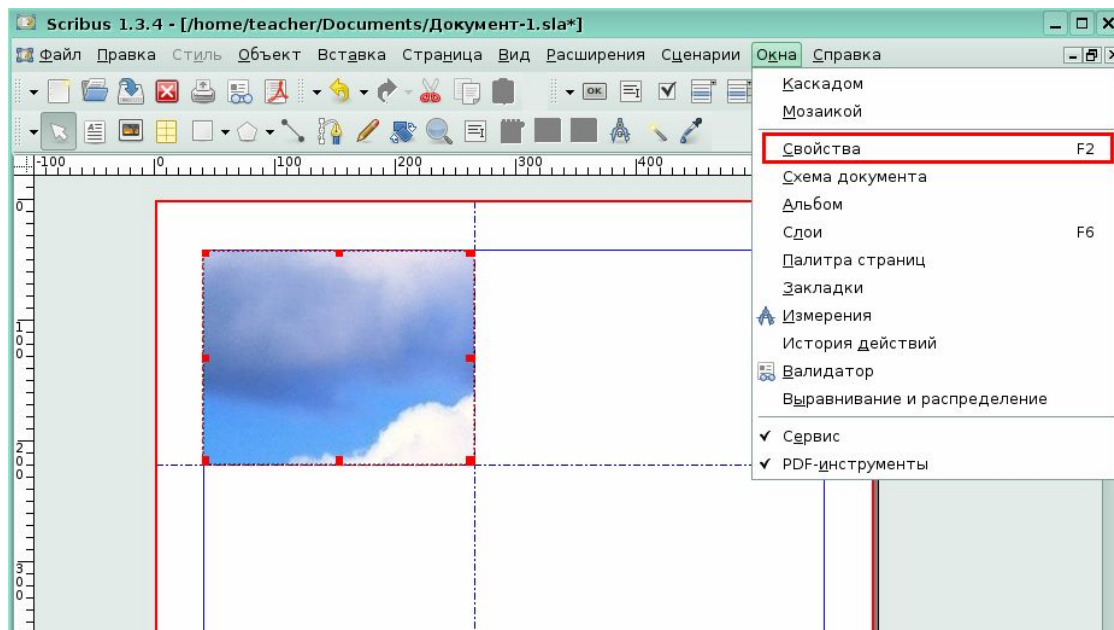 Scribus 1.3.4 - [/home/teacher/Documents/Документ-1.sla*]
Файл Правка Стиль Объект Вставка Страница Вид Расширения Сценарии Окна Справка
OK
-100 0 100 200 300 400
0
100
200
300
Каскадом
Мозаикой
Свойства F2
Схема документа
Альбом
Слои F6
Палитра страниц
Закладки
Измерения
История действий
Валидатор
Выравнивание и распределение
Сервис
PDF-инструменты